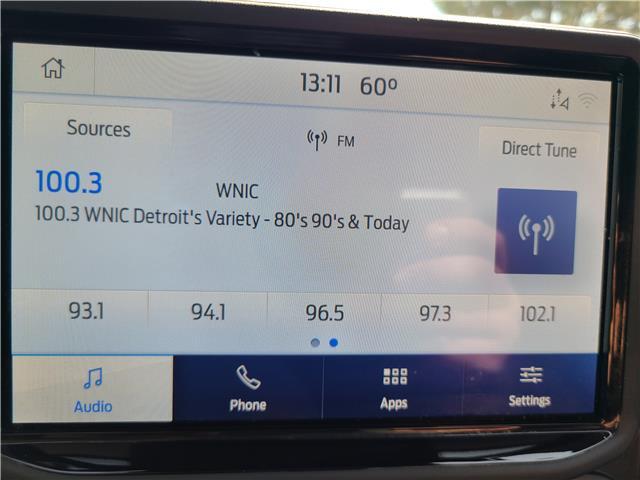 13:11 60º
Sources
FM
Direct Tune
100.3 WNIC
100.3 WNIC Detroit's Variety - 80's 90's & Today
93.1 94.1 96.5 97.3 102.1
Audio Phone Apps Settings